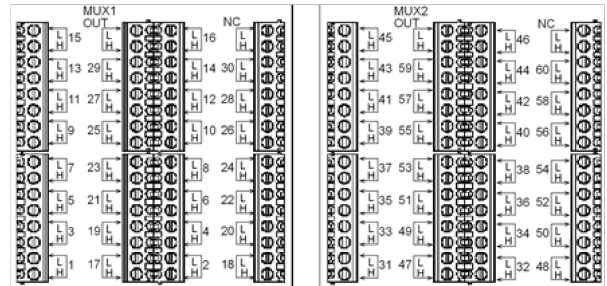 MUX1
OUT NC
L L L L
H 15 H H 16 H
L L L L
H 13 29 H H 14 30 H
L L L L
H 11 27 H H 12 28 H
L L L L
H 9 25 H H 10 26 H
L L L L
H 7 23 H H 8 24 H
L L L L
H 5 21 H H 6 22 H
L L L L
H 3 19 H H 4 20 H
L L L L
H 1 17 H H 2 18 H
MUX2
OUT NC
L L L L
H 45 H H 46 H
L L L L
H 43 59 H H 44 60 H
L L L L
H 41 57 H H 42 58 H
L L L L
H 39 55 H H 40 56 H
L L L L
H 37 53 H H 38 54 H
L L L L
H 35 51 H H 36 52 H
L L L L
H 33 49 H H 34 50 H
L L L L
H 31 47 H H 32 48 H